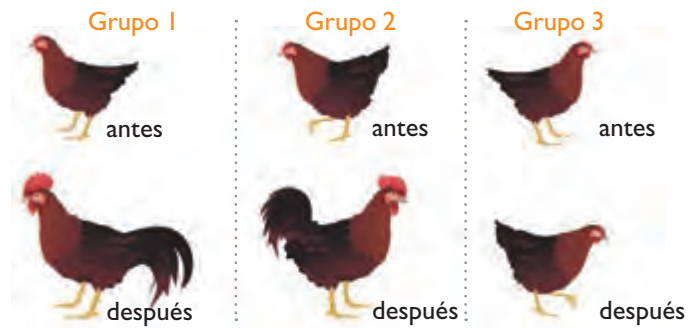 Grupo 1
Grupo 2
Grupo 3
antes
antes
antes
después
después
después